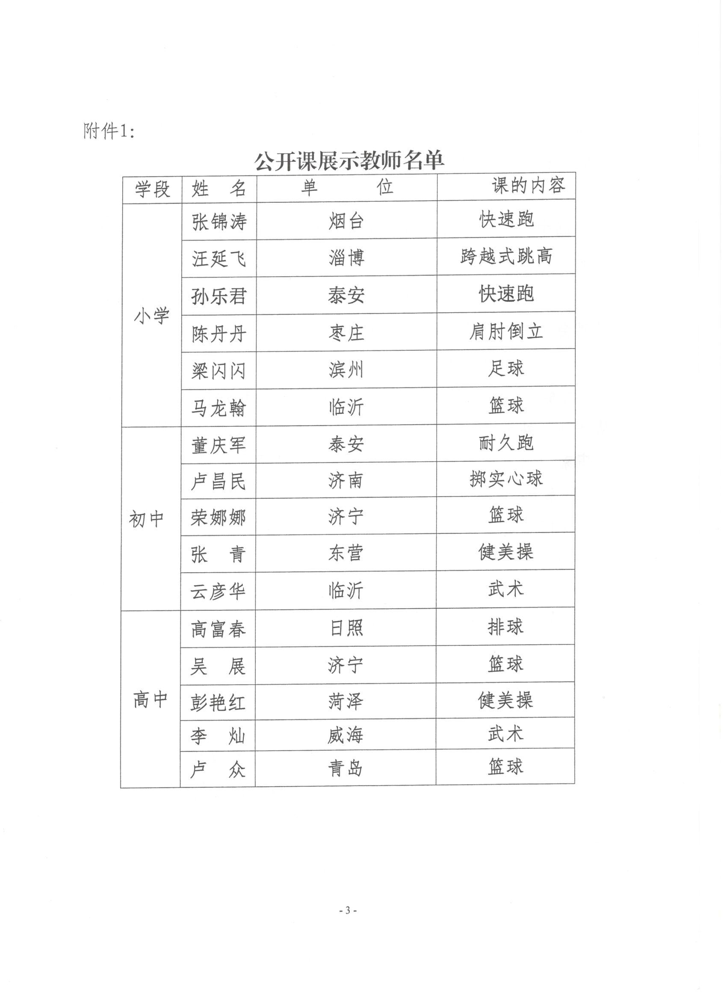 附件1:
公开课展示教师名单
学段 姓 名 单 位 课的内容
小学 张锦涛 烟台 快速跑
汪延飞 淄博 跨越式跳高
孙乐君 泰安 快速跑
陈丹丹 枣庄 肩肘倒立
梁闪闪 滨州 足球
马龙翰 临沂 篮球
初中 董庆军 泰安 耐久跑
卢昌民 济南 掷实心球
荣娜娜 济宁 篮球
张 青 东营 健美操
云彦华 临沂 武术
高中 高富春 日照 排球
吴 展 济宁 篮球
彭艳红 菏泽 健美操
李 灿 威海 武术
卢 众 青岛 篮球
- 3 -